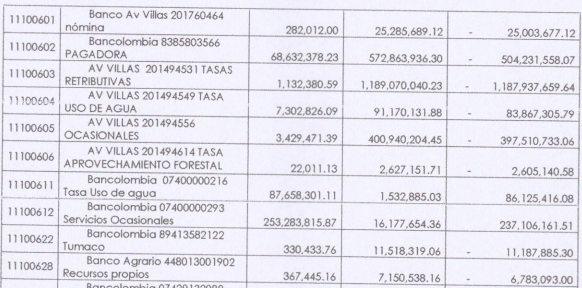 11100601 Banco Av Villas 201760464
nómina 282,012.00 25,285,689.12 - 25,003,677.12
11100602 Bancolombia 8385803566
PAGADORA 68,632,378.23 572,863,936.30 - 504,231,558.07
11100603 AV VILLAS 201494531 TASAS
RETRIBUTIVAS 1,132,380.59 1,189,070,040.23 - 1,187,937,659.64
11100604 AV VILLAS 201494549 TASA
USO DE AGUA 7,302,826.09 91,170,131.88 - 83,867,305.79
11100605 AV VILLAS 201494556
OCASIONALES 3,429,471.39 400,940,204.45 - 397,510,733.06
11100606 AV VILLAS 201494614 TASA
APROVECHAMIENTO FORESTAL 22,011.13 2,627,151.71 - 2,605,140.58
11100611 Bancolombia 07400000216
Tasa Uso de agua 87,658,301.11 1,532,885.03 86,125,416.08
11100612 Bancolombia 07400000293
Servicios Ocasionales 253,283,815.87 16,177,654.36 237,106,161.51
11100622 Bancolombia 89413582122
Tumaco 330,433.76 11,518,319.06 - 11,187,885.30
11100628 Banco Agrario 448013001902
Recursos propios 367,445.16 7,150,538.16 - 6,783,093.00
Bancolombia